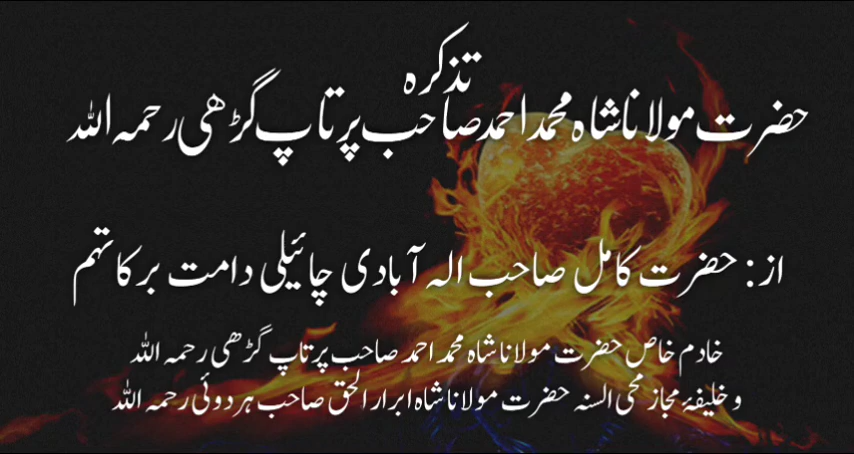 تذکرہ
حضرت مولانا شاہ محمد احمد صاحب پرتاپ گڑھی رحمہ اللہ
از: حضرت کامل صاحب الہ آبادی چائیلی دامت برکاتہم
خادم خاص حضرت مولانا شاہ محمد احمد صاحب پرتاپ گڑھی رحمہ اللہ
و خلیفۂ مجاز محی السنہ حضرت مولانا شاہ ابرار الحق صاحب ہردوئی رحمہ اللہ